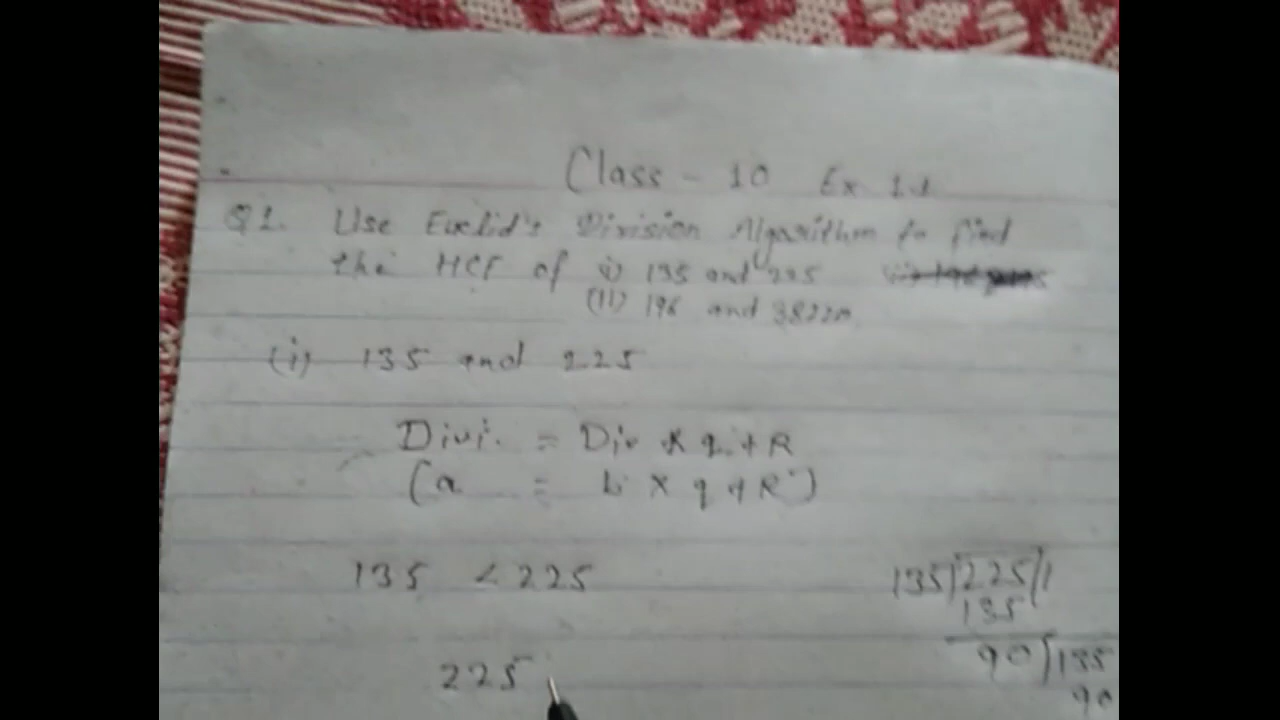 Class - 10 Ex 1.1
Q1. Use Euclid's Division Algorithm to find
the HCF of (i) 135 and 225
(ii) 196 and 38220
(i) 135 and 225
Divi. = Div × q + R
(a = b × q + R)
135 < 225
225
135)225(1
135
90)135
90